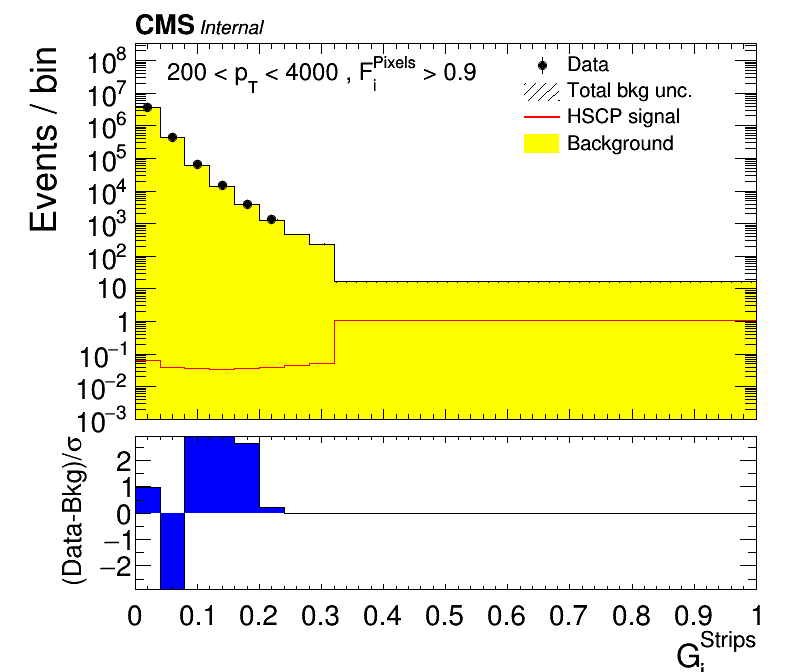 CMS Internal
200 < p_T < 4000 , F_i^Pixels > 0.9
Data
Total bkg unc.
HSCP signal
Background
Events / bin
10^8
10^7
10^6
10^5
10^4
10^3
10^2
10
1
10^−1
10^−2
10^−3
(Data-Bkg)/σ
2
1
0
−1
−2
0 0.1 0.2 0.3 0.4 0.5 0.6 0.7 0.8 0.9 1
G_i^Strips